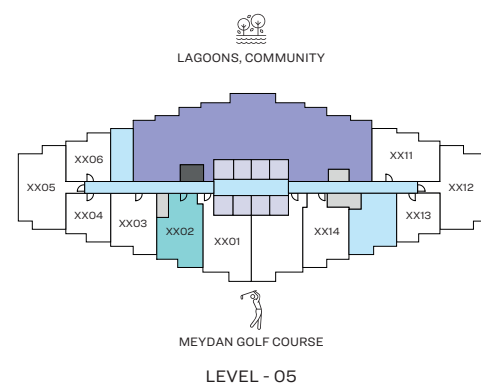 LAGOONS, COMMUNITY
XX06
XX11
XX05
XX12
XX04
XX03
XX02
XX01
XX14
XX13
MEYDAN GOLF COURSE
LEVEL - 05